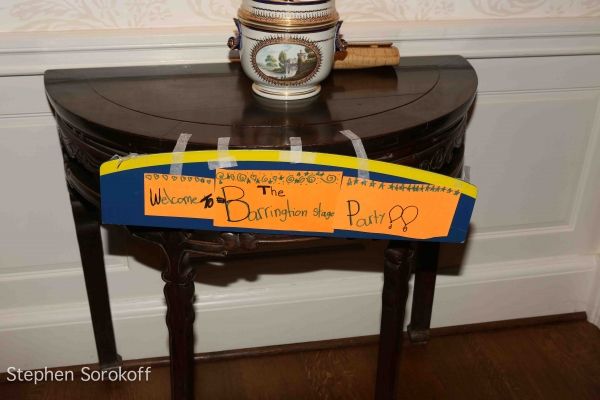 Welcome To The Barrington Stage Party!!
Stephen Sorokoff